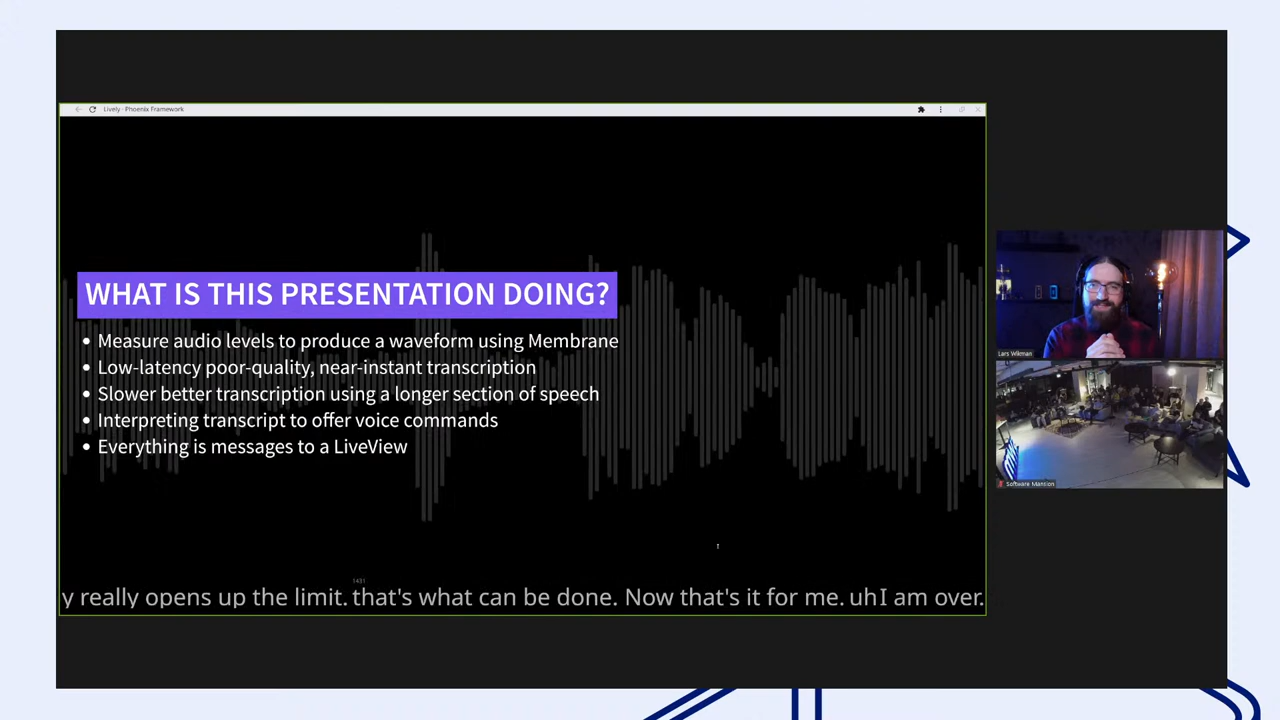 Lively · Phoenix Framework
WHAT IS THIS PRESENTATION DOING?
• Measure audio levels to produce a waveform using Membrane
• Low-latency poor-quality, near-instant transcription
• Slower better transcription using a longer section of speech
• Interpreting transcript to offer voice commands
• Everything is messages to a LiveView
1431
y really opens up the limit. that's what can be done. Now that's it for me. uh I am over.
Lars Wikman
Software Mansion